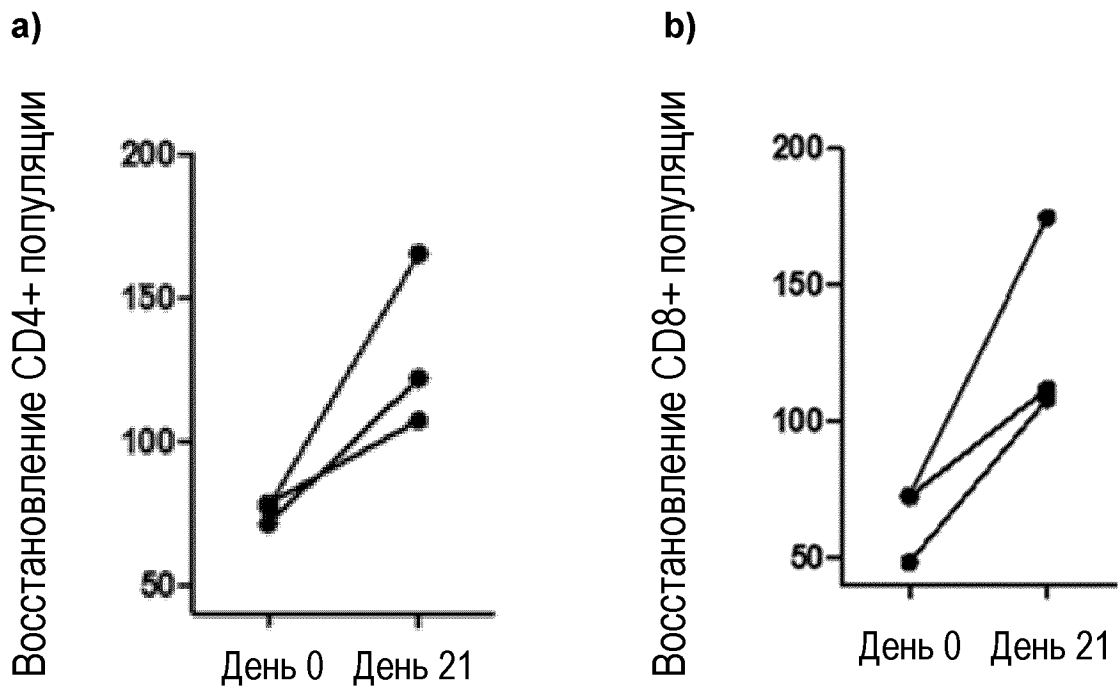 a)
Восстановление CD4+ популяции
200
150
100
50
День 0 День 21
b)
Восстановление CD8+ популяции
200
150
100
50
День 0 День 21